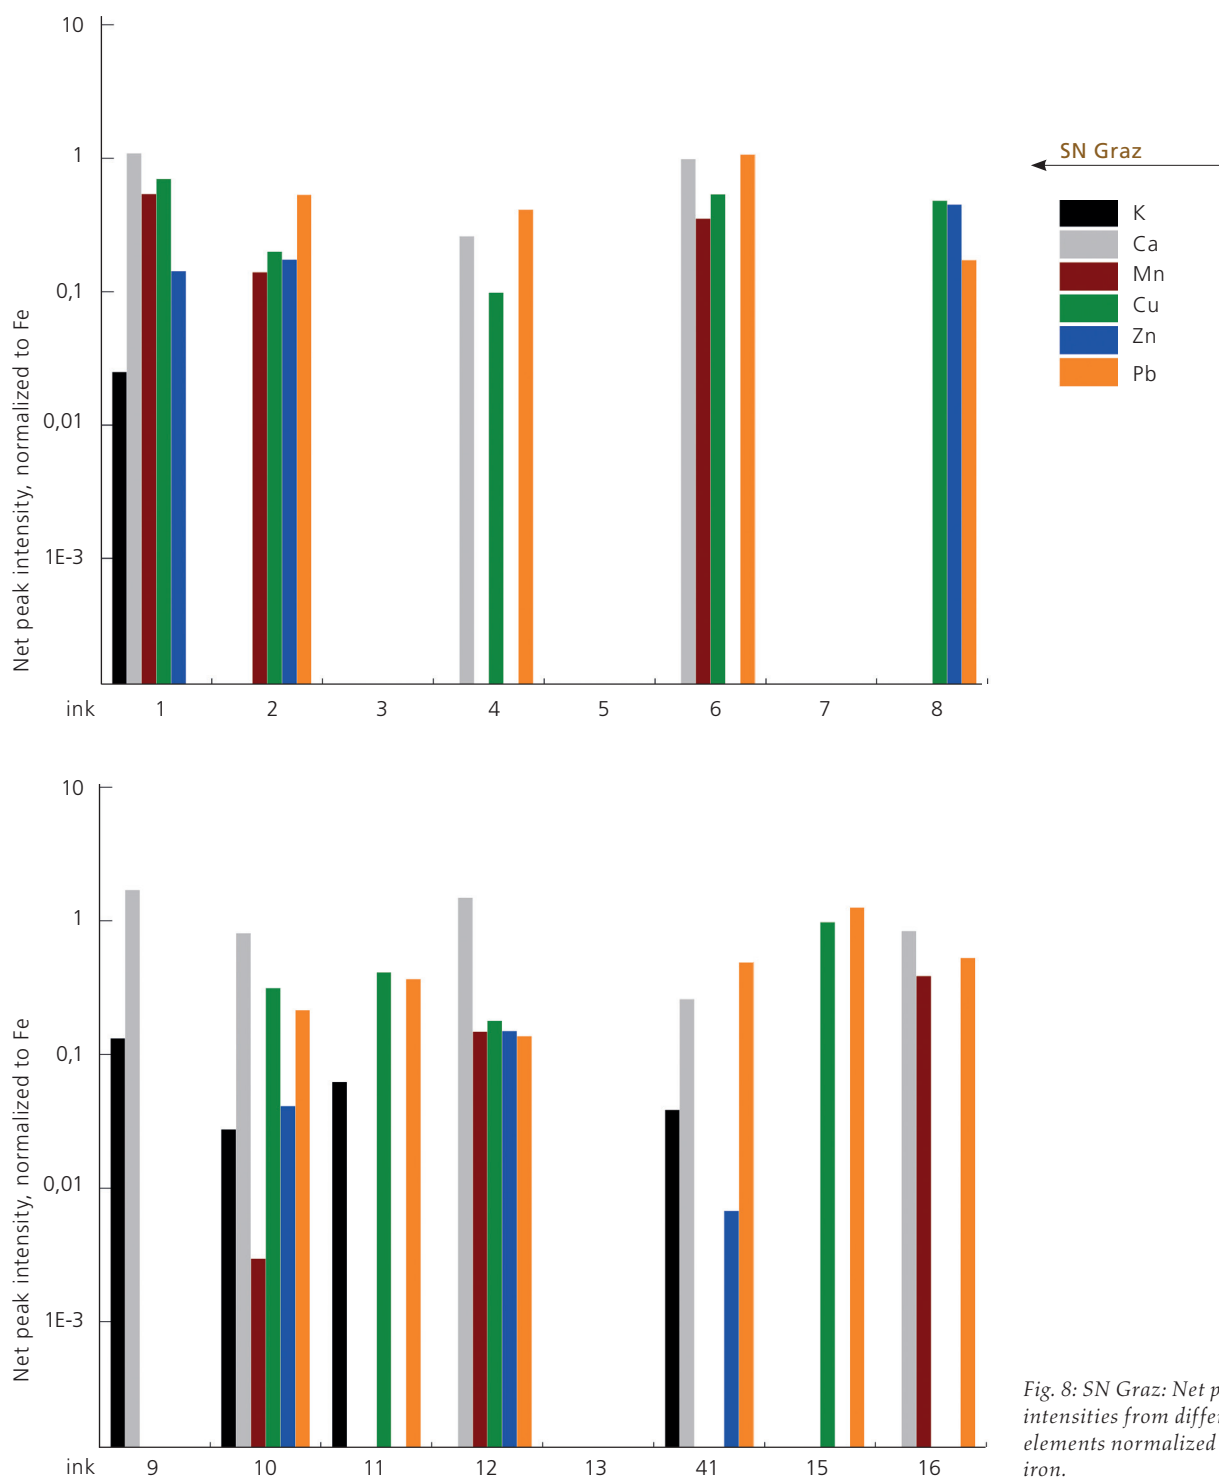 10
1
0,1
0,01
1E-3
Net peak intensity, normalized to Fe
ink 1 2 3 4 5 6 7 8
SN Graz
K
Ca
Mn
Cu
Zn
Pb
10
1
0,1
0,01
1E-3
Net peak intensity, normalized to Fe
ink 9 10 11 12 13 41 15 16
Fig. 8: SN Graz: Net p
intensities from differ
elements normalized
iron.